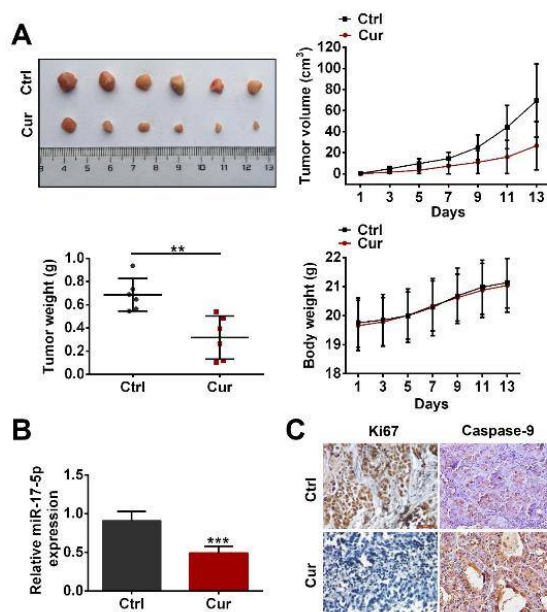 A
Ctrl
Cur
3 4 5 6 7 8 9 10 11 12 13
Ctrl
Cur
Tumor volume (cm³)
120
100
80
60
40
20
0
1 3 5 7 9 11 13
Days
Tumor weight (g)
1.0
0.8
0.6
0.4
0.2
0.0
**
Ctrl Cur
Ctrl
Cur
Body weight (g)
22
21
20
19
18
1 3 5 7 9 11 13
Days
B
Relative miR-17-5p
expression
1.5
1.0
0.5
0.0
***
Ctrl Cur
C
Ki67 Caspase-9
Ctrl
Cur